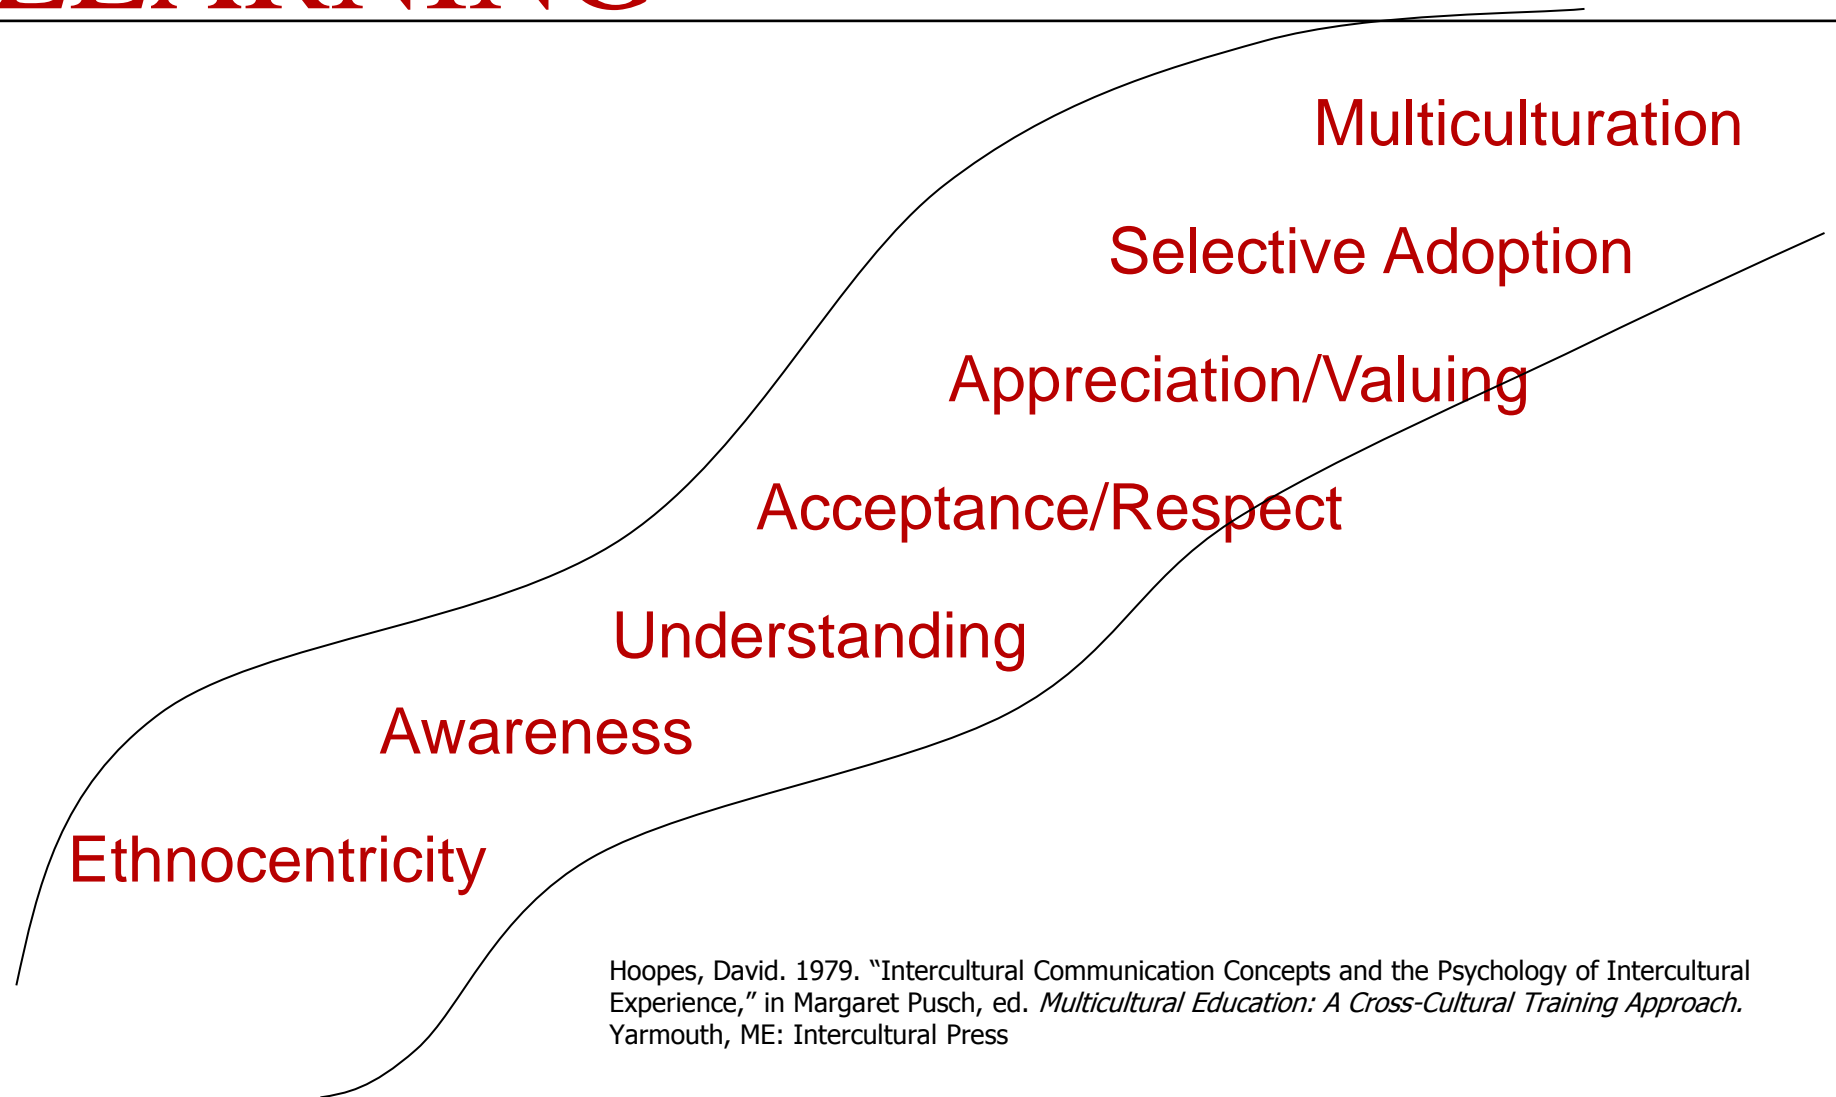 LEARNING
Multiculturation
Selective Adoption
Appreciation/Valuing
Acceptance/Respect
Understanding
Awareness
Ethnocentricity
Hoopes, David. 1979. “Intercultural Communication Concepts and the Psychology of Intercultural
Experience,” in Margaret Pusch, ed. Multicultural Education: A Cross-Cultural Training Approach.
Yarmouth, ME: Intercultural Press